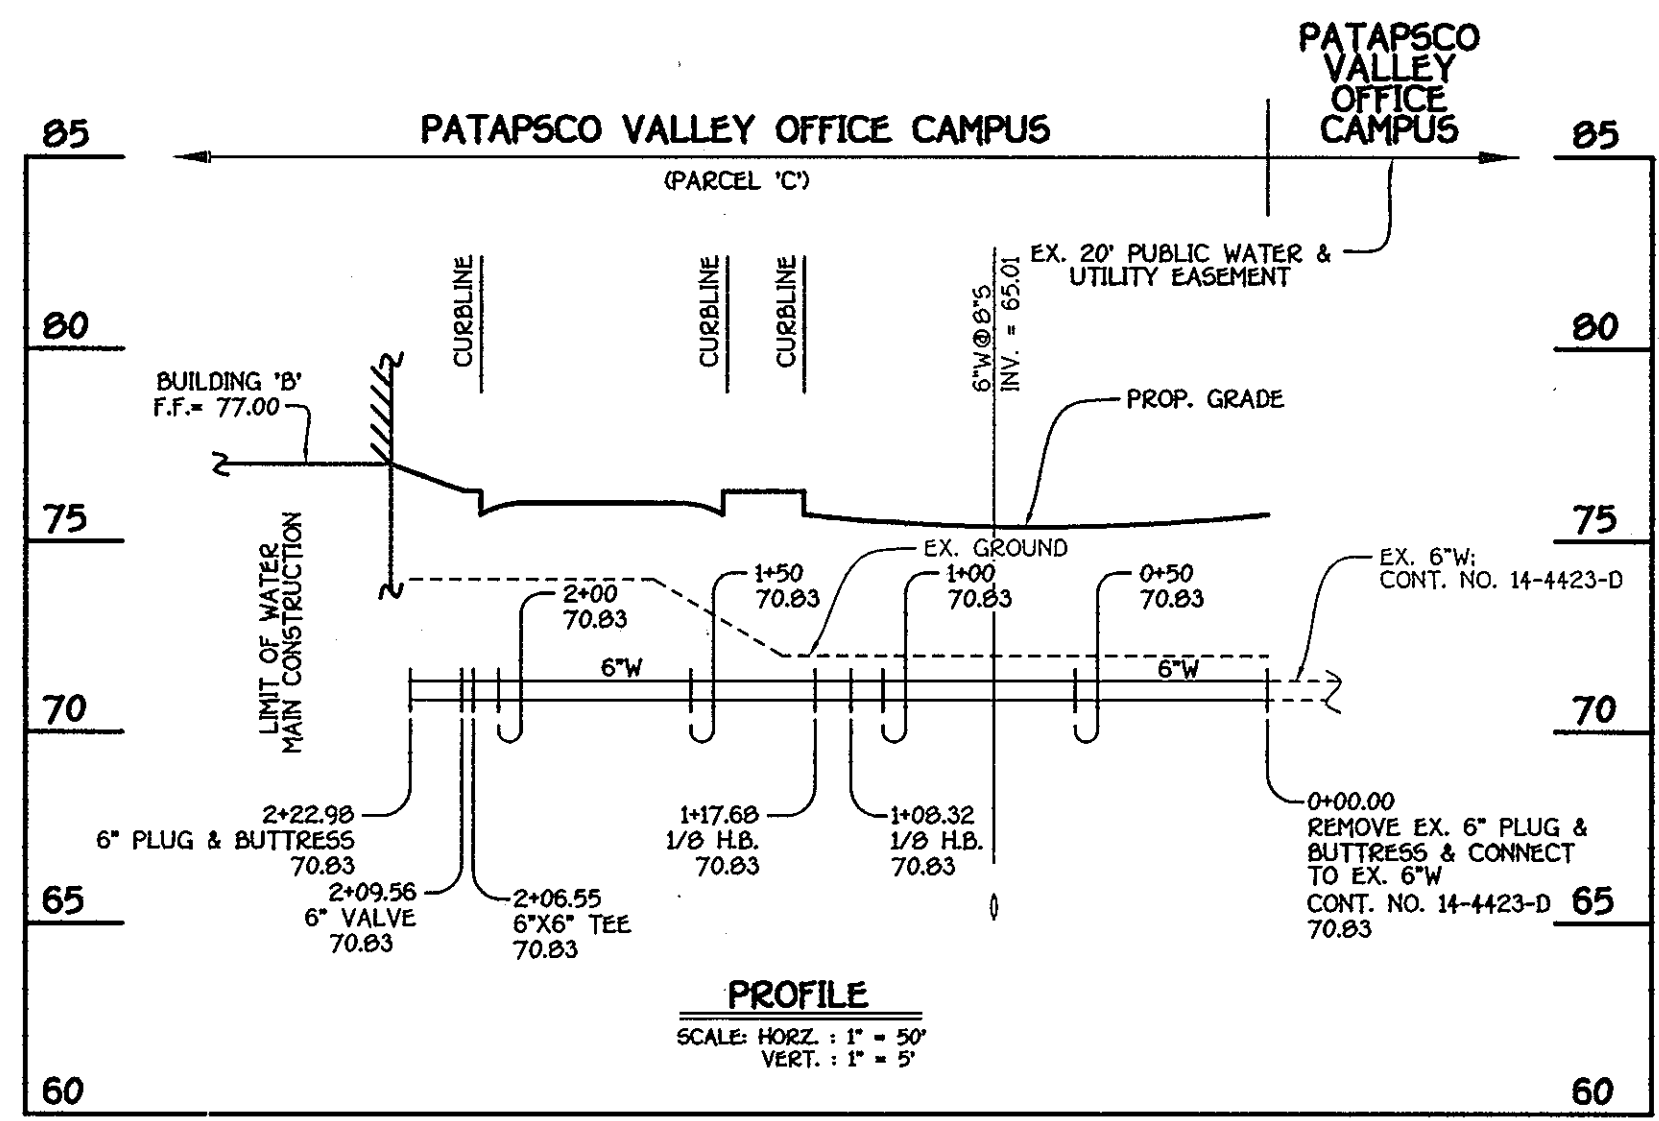 PATAPSCO
VALLEY
OFFICE
CAMPUS
PATAPSCO VALLEY OFFICE CAMPUS
(PARCEL 'C')
85
85
EX. 20' PUBLIC WATER &
UTILITY EASEMENT
CURBLINE
CURBLINE
CURBLINE
6"W@8"S
INV. = 65.01
80
80
BUILDING 'B'
F.F.= 77.00
PROP. GRADE
75
75
EX. GROUND
EX. 6"W;
CONT. NO. 14-4423-D
LIMIT OF WATER
MAIN CONSTRUCTION
2+00
70.83
1+50
70.83
1+00
70.83
0+50
70.83
6"W
6"W
70
70
2+22.98
6" PLUG & BUTTRESS
70.83
2+09.56
6" VALVE
70.83
2+06.55
6"X6" TEE
70.83
1+17.68
1/8 H.B.
70.83
1+08.32
1/8 H.B.
70.83
0+00.00
REMOVE EX. 6" PLUG &
BUTTRESS & CONNECT
TO EX. 6"W
CONT. NO. 14-4423-D
70.83
65
65
PROFILE
SCALE: HORZ. : 1" = 50'
VERT. : 1" = 5'
60
60